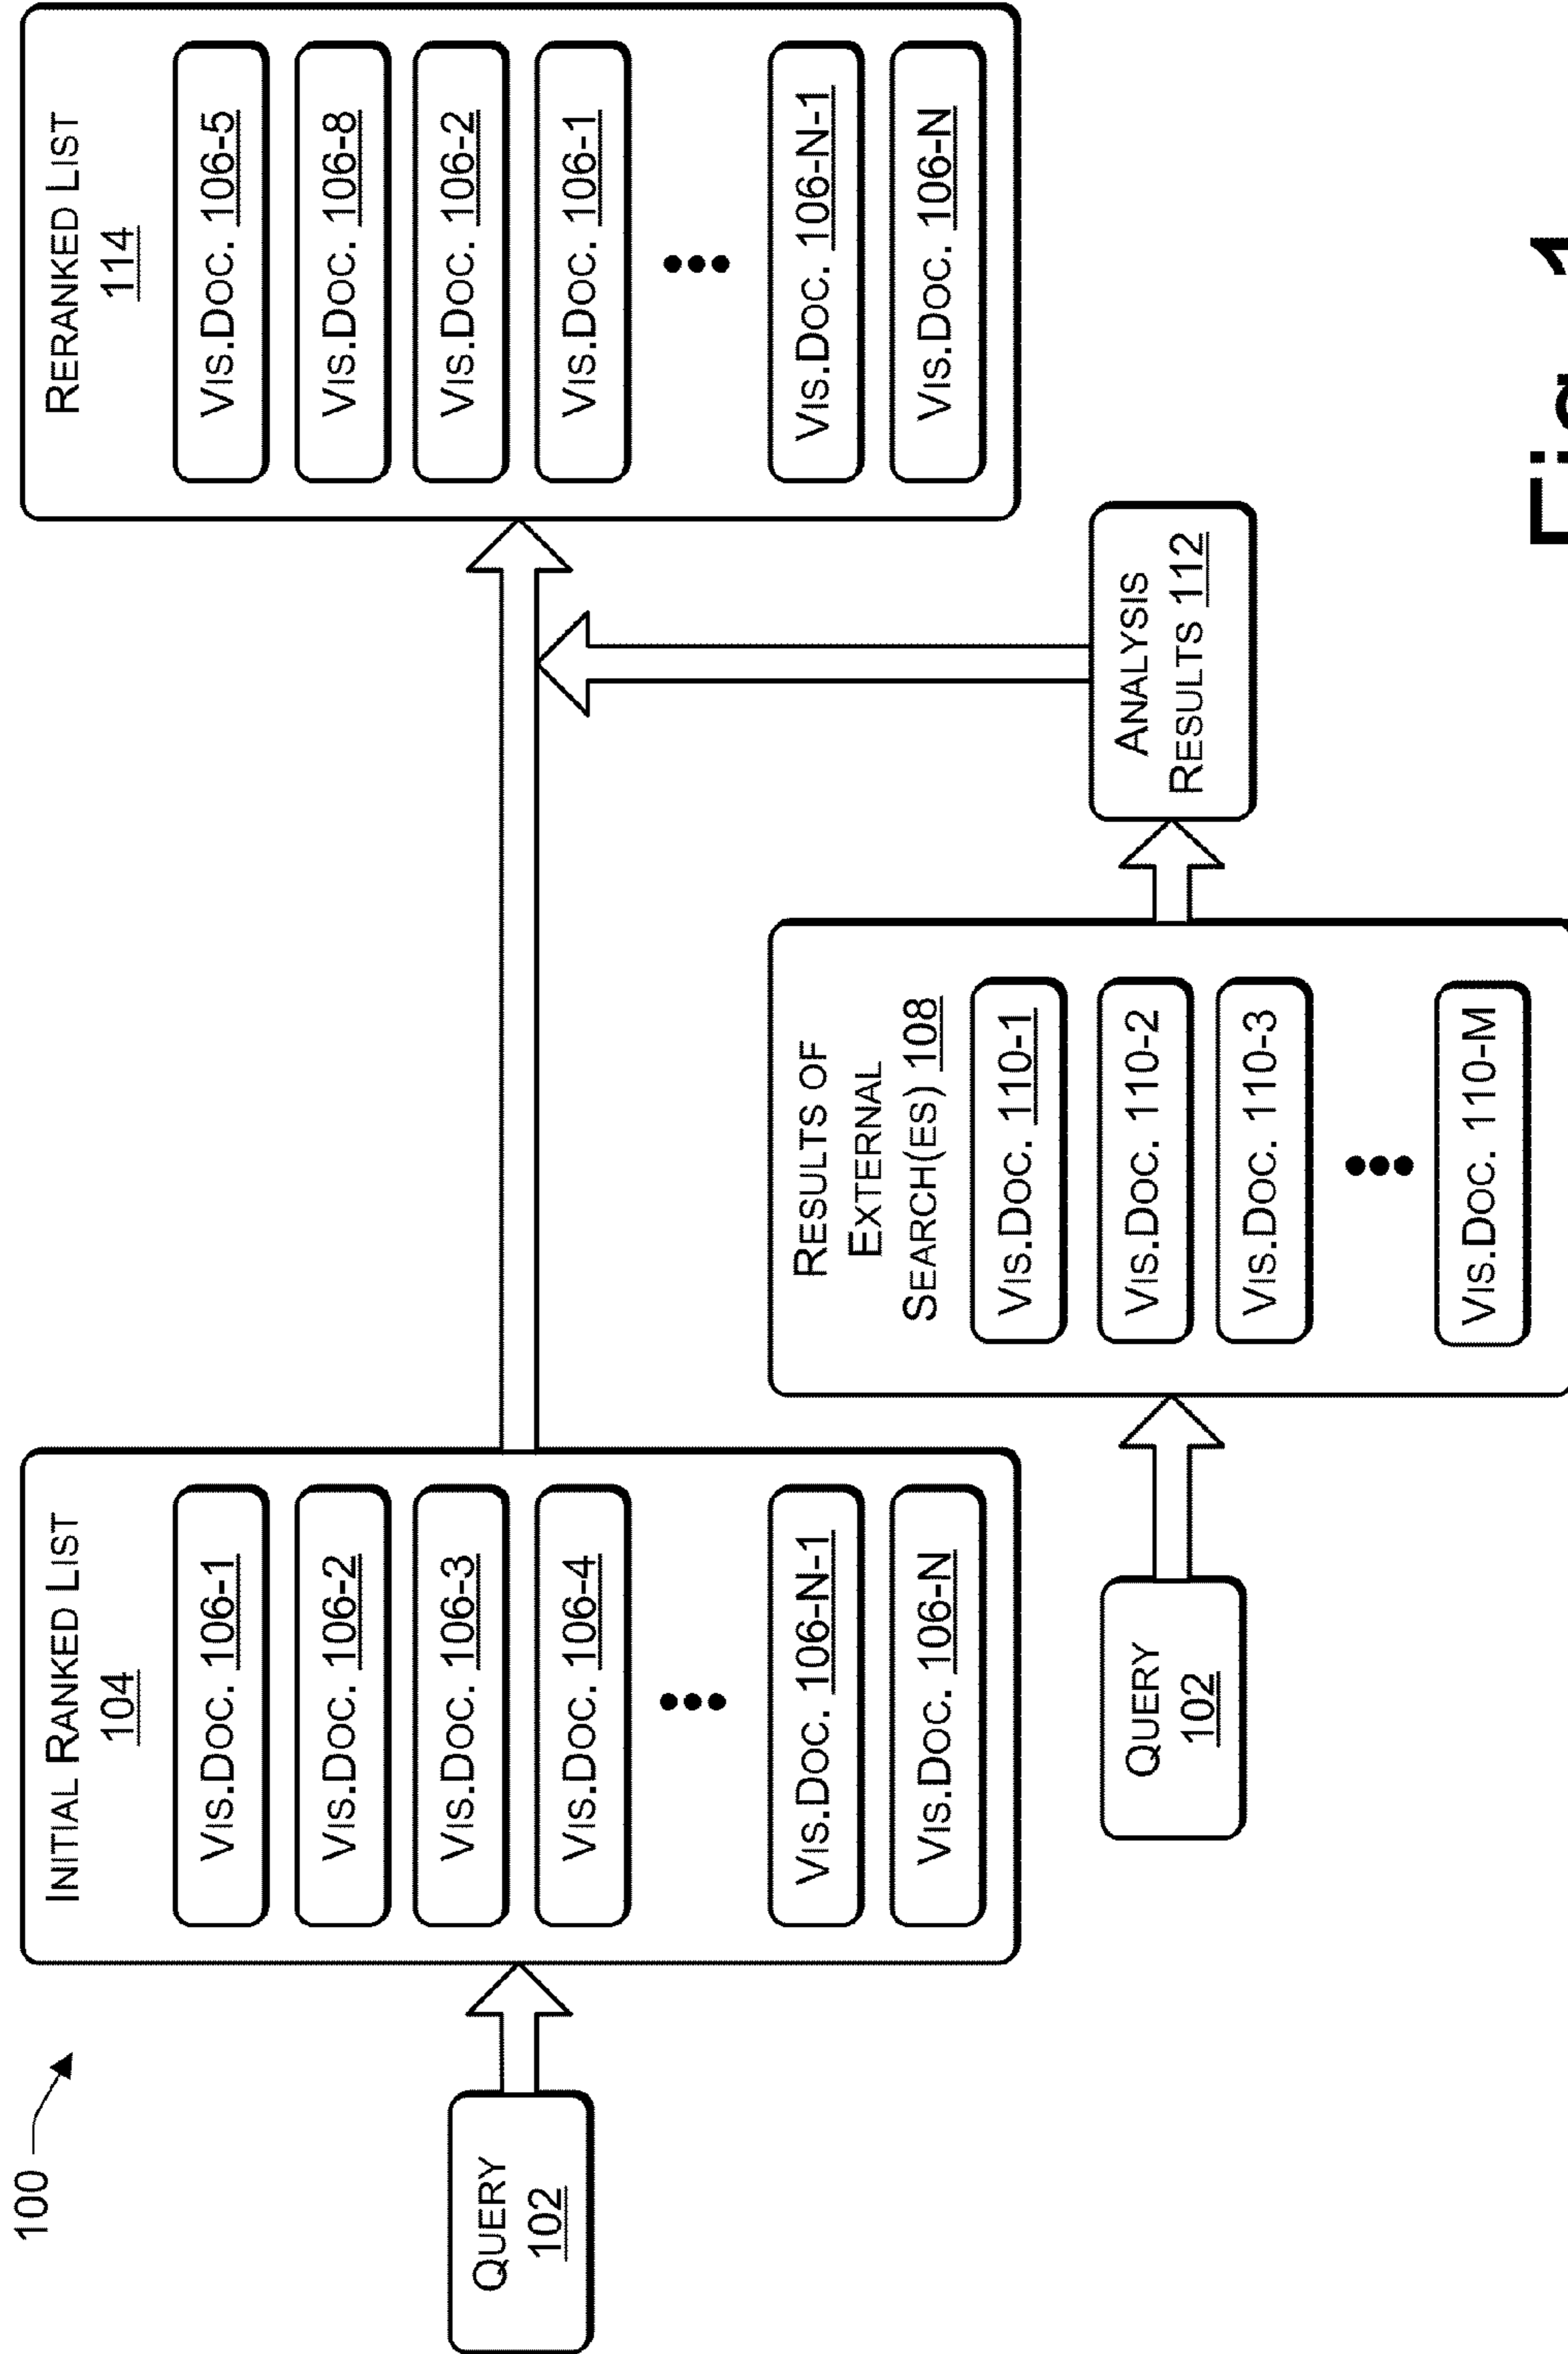 100
QUERY
102
INITIAL RANKED LIST
104
VIS.DOC. 106-1
VIS.DOC. 106-2
VIS.DOC. 106-3
VIS.DOC. 106-4
•••
VIS.DOC. 106-N-1
VIS.DOC. 106-N
QUERY
102
RESULTS OF
EXTERNAL
SEARCH(ES) 108
VIS.DOC. 110-1
VIS.DOC. 110-2
VIS.DOC. 110-3
•••
VIS.DOC. 110-M
ANALYSIS
RESULTS 112
RERANKED LIST
114
VIS.DOC. 106-5
VIS.DOC. 106-8
VIS.DOC. 106-2
VIS.DOC. 106-1
•••
VIS.DOC. 106-N-1
VIS.DOC. 106-N
Fig. 1